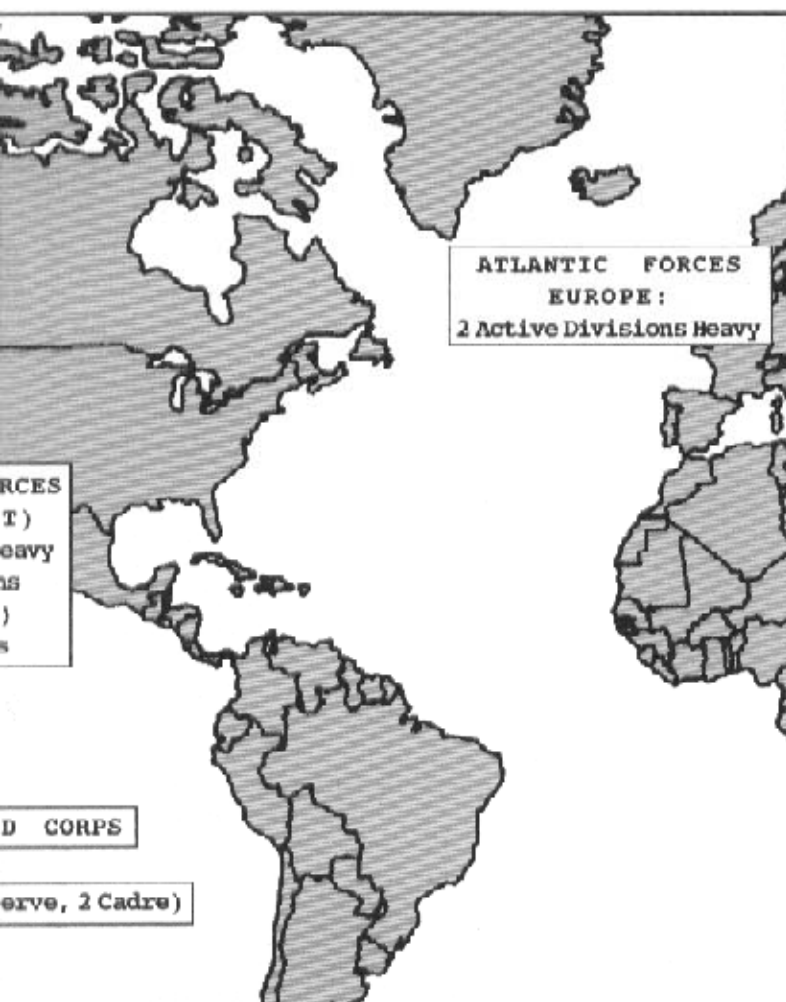 ATLANTIC FORCES
EUROPE:
2 Active Divisions Heavy
RCES
T)
eavy
ns
)
s
D CORPS
erve, 2 Cadre)